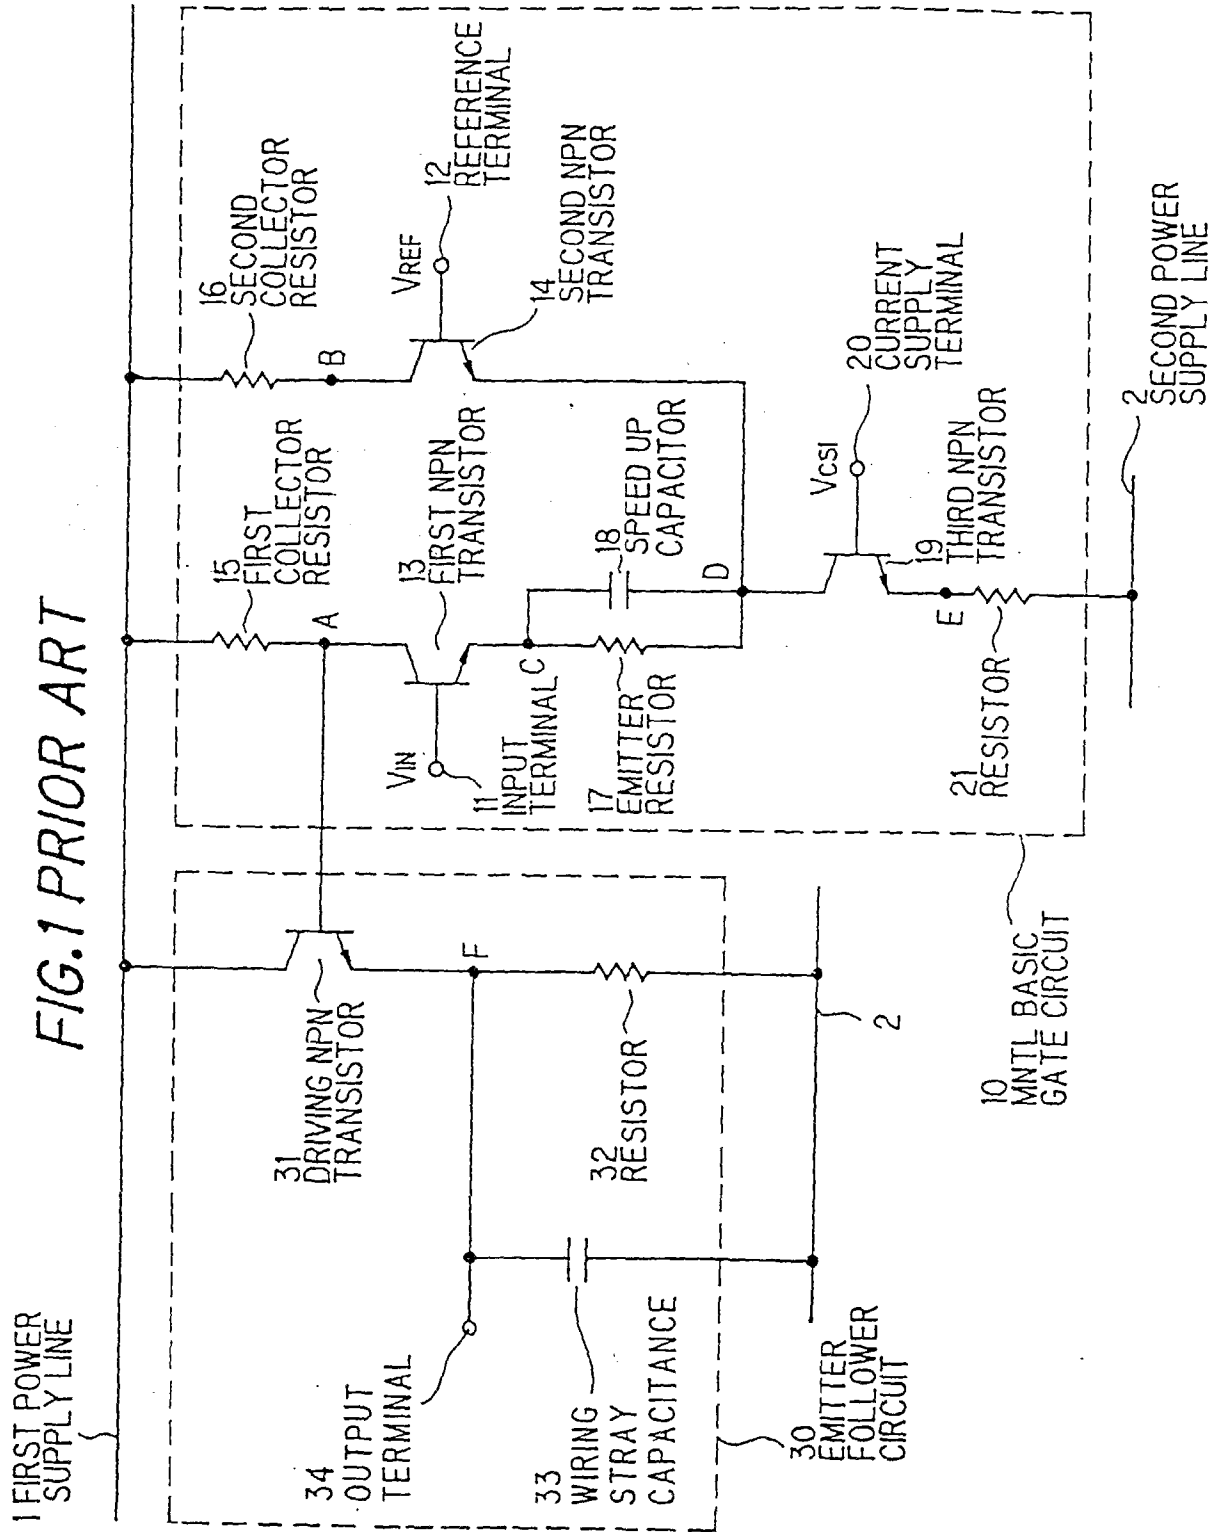 FIG.1 PRIOR ART
1 FIRST POWER
SUPPLY LINE
34
OUTPUT
TERMINAL
33
WIRING
STRAY
CAPACITANCE
30
EMITTER
FOLLOWER
CIRCUIT
31
DRIVING NPN
TRANSISTOR
F
32
RESISTOR
2
10
MNTL BASIC
GATE CIRCUIT
15
FIRST
COLLECTOR
RESISTOR
A
13
FIRST NPN
TRANSISTOR
VIN
11
INPUT
TERMINAL
C
17
EMITTER
RESISTOR
18
SPEED UP
CAPACITOR
D
16
SECOND
COLLECTOR
RESISTOR
B
VREF
12
REFERENCE
TERMINAL
14
SECOND NPN
TRANSISTOR
20
CURRENT
SUPPLY
TERMINAL
VCSI
19
THIRD NPN
TRANSISTOR
E
21
RESISTOR
2
SECOND POWER
SUPPLY LINE